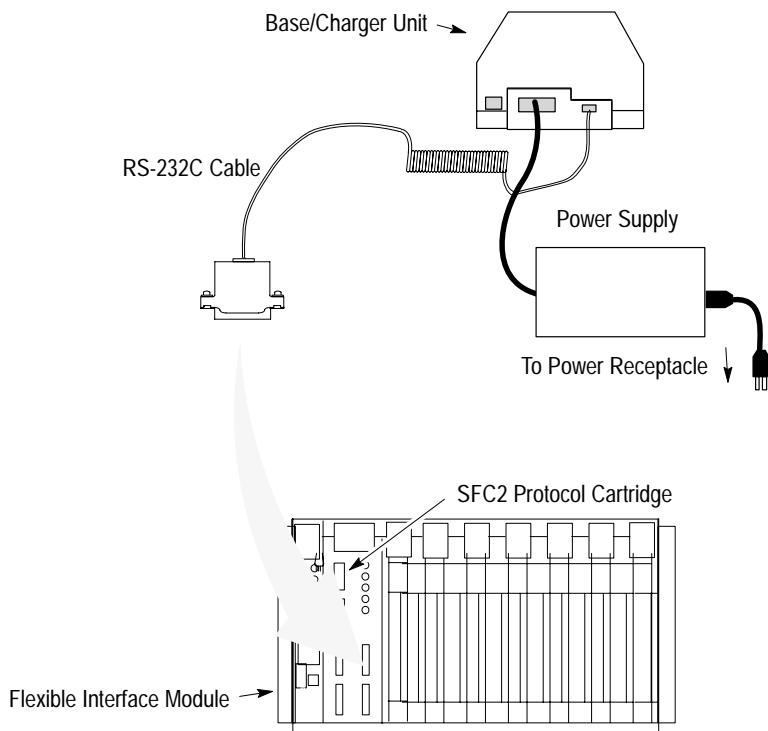 Base/Charger Unit
RS-232C Cable
Power Supply
To Power Receptacle
SFC2 Protocol Cartridge
Flexible Interface Module